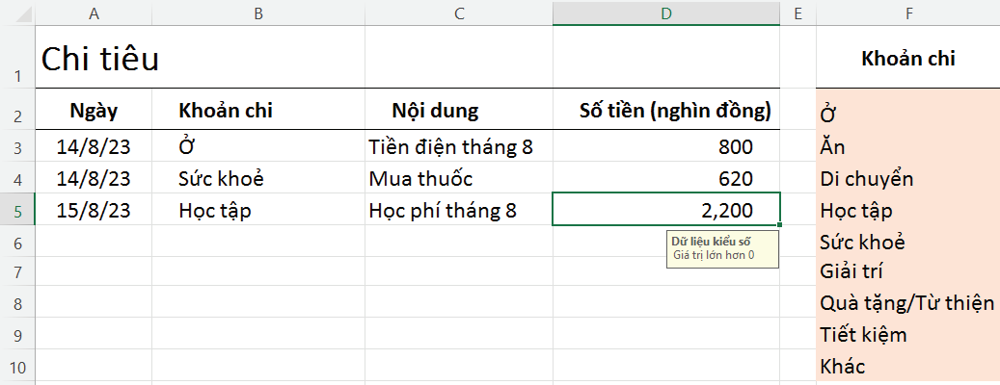 A B C D E F
1 Chi tiêu Khoản chi
2 Ngày Khoản chi Nội dung Số tiền (nghìn đồng) Ở
3 14/8/23 Ở Tiền điện tháng 8 800 Ăn
4 14/8/23 Sức khoẻ Mua thuốc 620 Di chuyển
5 15/8/23 Học tập Học phí tháng 8 2,200 Học tập
6 Dữ liệu kiểu số Sức khoẻ
Giá trị lớn hơn 0
7 Giải trí
8 Quà tặng/Từ thiện
9 Tiết kiệm
10 Khác